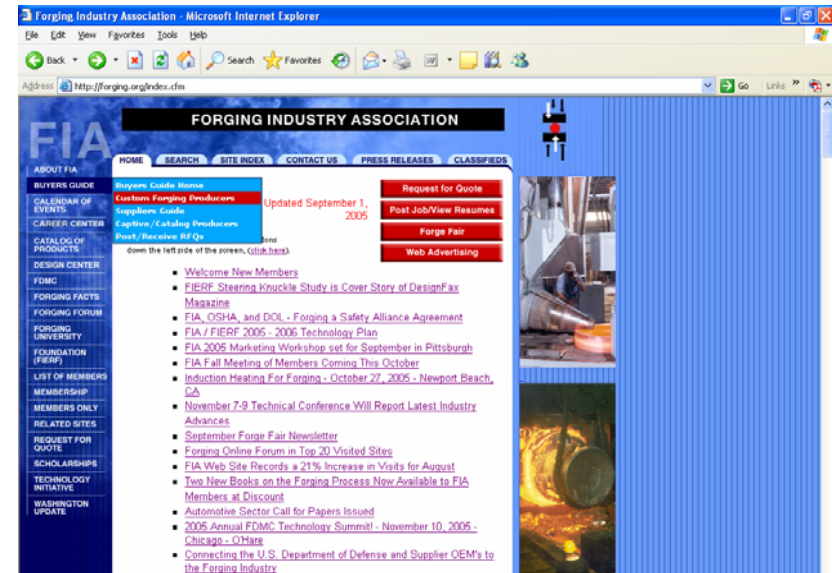 Forging Industry Association - Microsoft Internet Explorer
File Edit View Favorites Tools Help
Back Search Favorites
Address http://forging.org/index.cfm Go Links
FIA
FORGING INDUSTRY ASSOCIATION
HOME SEARCH SITE INDEX CONTACT US PRESS RELEASES CLASSIFIEDS
ABOUT FIA
BUYERS GUIDE
CALENDAR OF
EVENTS
CAREER CENTER
CATALOG OF
PRODUCTS
DESIGN CENTER
FDMC
FORGING FACTS
FORGING FORUM
FORGING
UNIVERSITY
FOUNDATION
(FIERF)
LIST OF MEMBERS
MEMBERSHIP
MEMBERS ONLY
RELATED SITES
REQUEST FOR
QUOTE
SCHOLARSHIPS
TECHNOLOGY
INITIATIVE
WASHINGTON
UPDATE
Buyers Guide Home
Custom Forging Producers
Suppliers Guide
Captive/Catalog Producers
Post/Receive RFQs
Updated September 1,
2005
down the left side of the screen, (click here).
Request for Quote
Post Job/View Resumes
Forge Fair
Web Advertising
Welcome New Members
FIERF Steering Knuckle Study is Cover Story of DesignFax
Magazine
FIA, OSHA, and DOL - Forging a Safety Alliance Agreement
FIA / FIERF 2005 - 2006 Technology Plan
FIA 2005 Marketing Workshop set for September in Pittsburgh
FIA Fall Meeting of Members Coming This October
Induction Heating For Forging - October 27, 2005 - Newport Beach,
CA
November 7-9 Technical Conference Will Report Latest Industry
Advances
September Forge Fair Newsletter
Forging Online Forum in Top 20 Visited Sites
FIA Web Site Records a 21% Increase in Visits for August
Two New Books on the Forging Process Now Available to FIA
Members at Discount
Automotive Sector Call for Papers Issued
2005 Annual FDMC Technology Summit! - November 10, 2005 -
Chicago - O'Hare
Connecting the U.S. Department of Defense and Supplier OEM's to
the Forging Industry